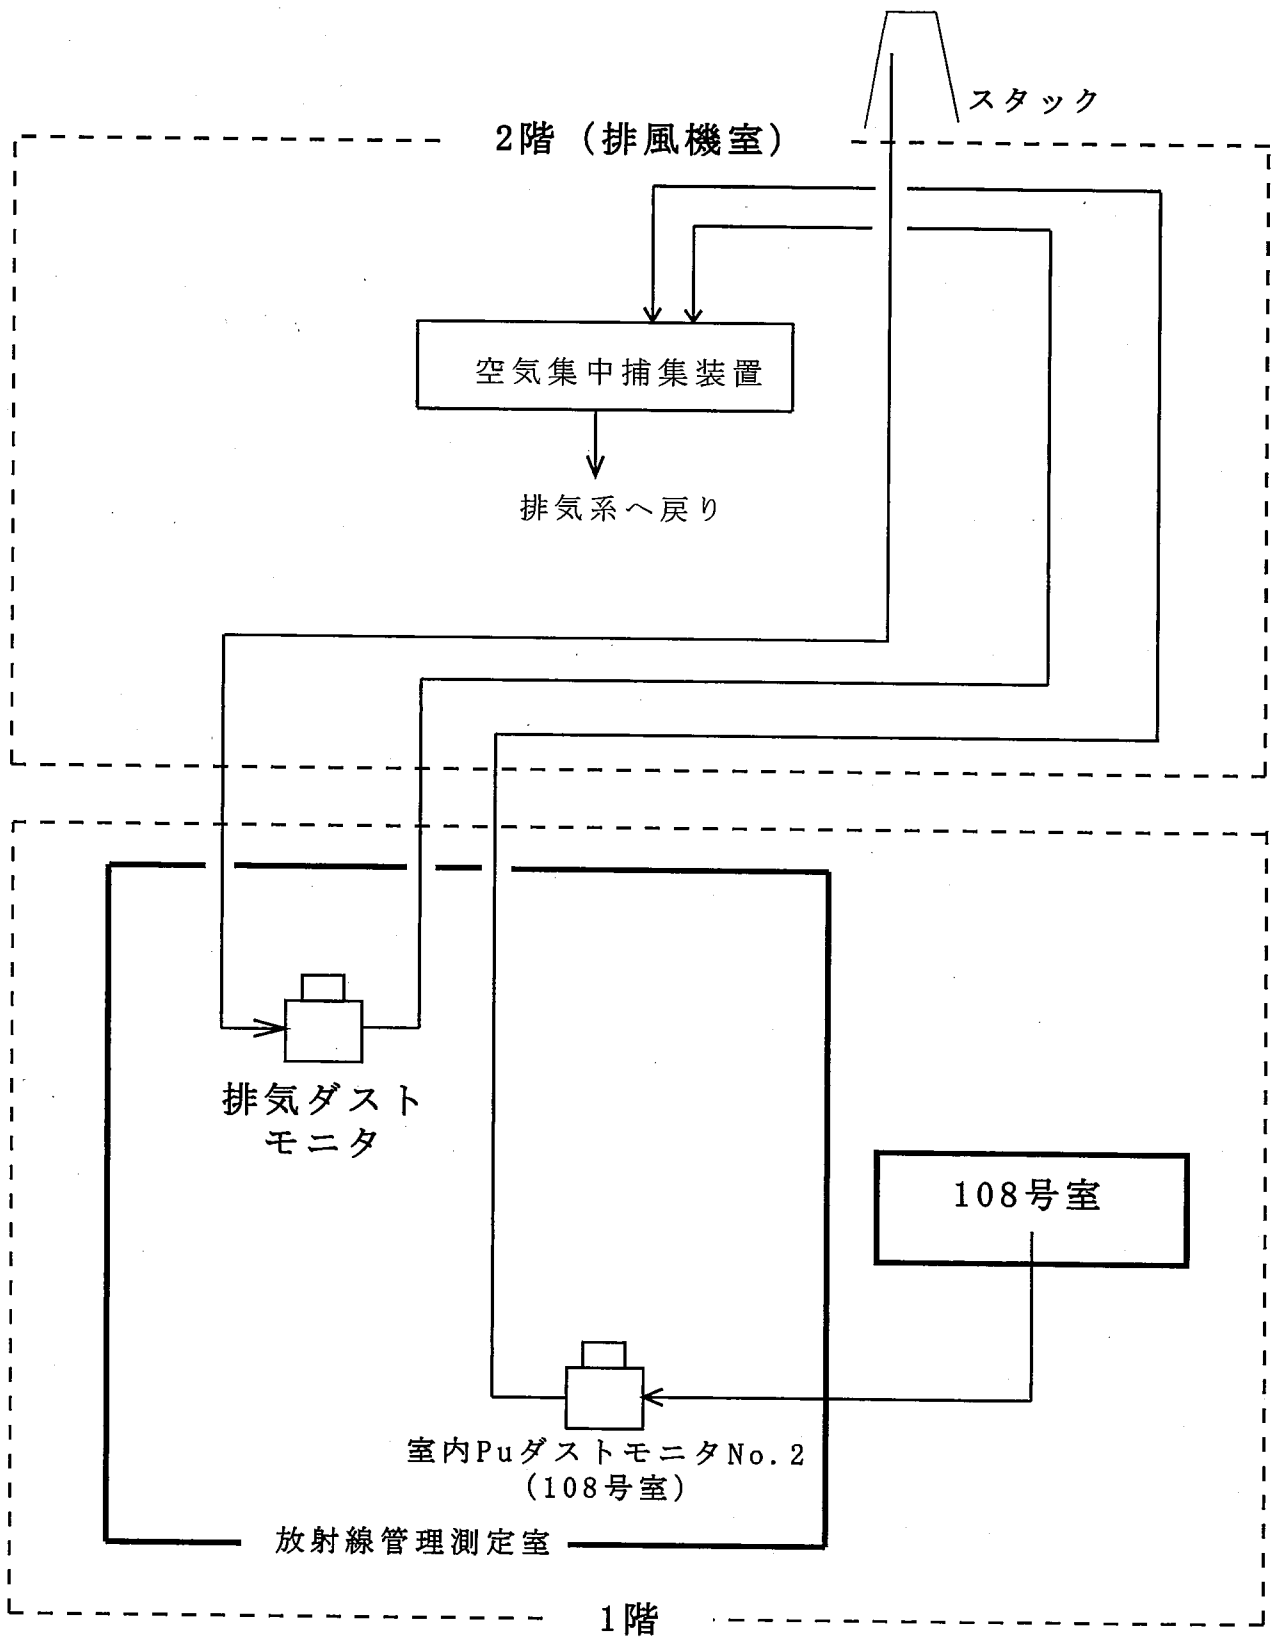 スタック
2階（排風機室）
空気集中捕集装置
排気系へ戻り
排気ダスト
モニタ
108号室
室内PuダストモニタNo.2
(108号室)
放射線管理測定室
1階